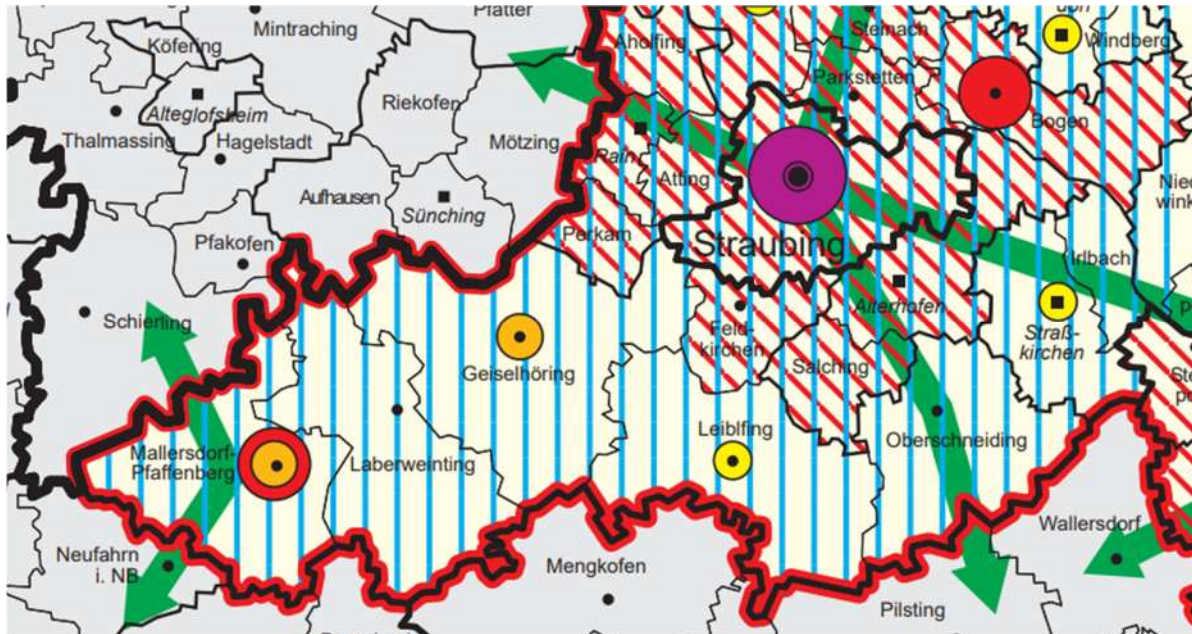 Mintraching
Köfering
Alteglofsheim
Thalmassing
Hagelstadt
Riekofen
Mötzing
Aufhausen
Sünching
Pfakofen
Schierling
Aholfing
Steinach
Windberg
Parkstetten
Bogen
Rain
Atting
Perkam
Straubing
Irlbach
Alterhofen
Feld-
kirchen
Salching
Straß-
kirchen
Geiselhöring
Leiblfing
Oberschneiding
Mallersdorf-
Pfaffenberg
Laberweinting
Neufahrn
i. NB
Mengkofen
Wallersdorf
Pilsting